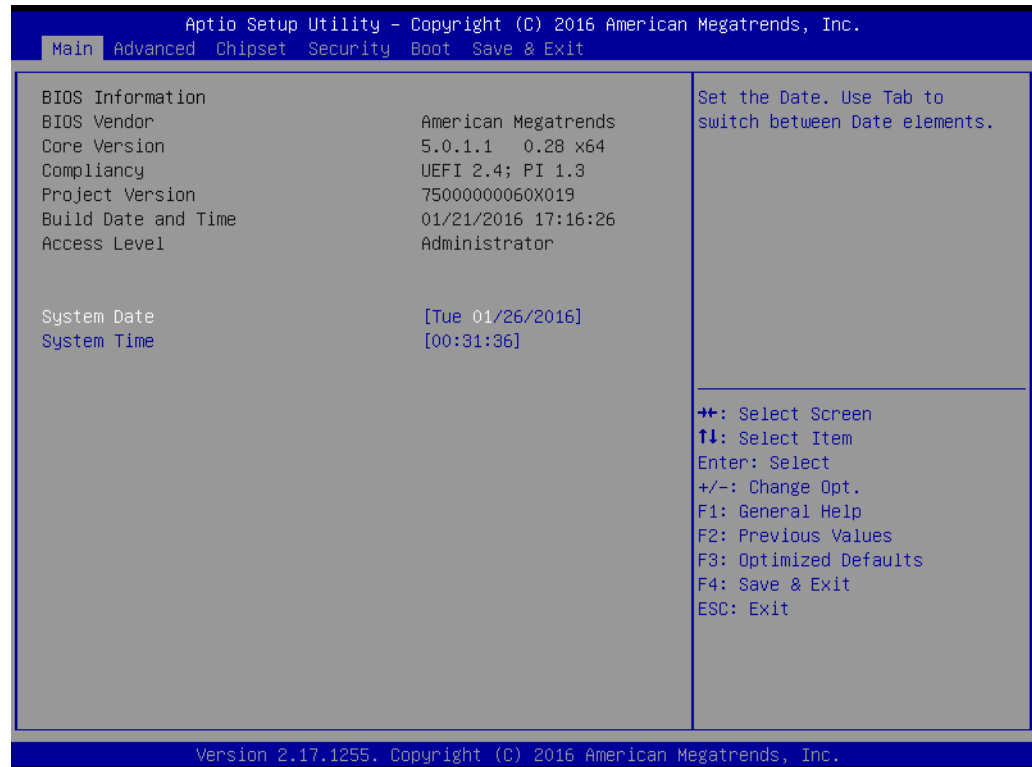 Aptio Setup Utility – Copyright (C) 2016 American Megatrends, Inc.
Main Advanced Chipset Security Boot Save & Exit
BIOS Information
BIOS Vendor American Megatrends
Core Version 5.0.1.1 0.28 x64
Compliancy UEFI 2.4; PI 1.3
Project Version 75000000060X019
Build Date and Time 01/21/2016 17:16:26
Access Level Administrator
System Date [Tue 01/26/2016]
System Time [00:31:36]
Set the Date. Use Tab to
switch between Date elements.
→←: Select Screen
↑↓: Select Item
Enter: Select
+/-: Change Opt.
F1: General Help
F2: Previous Values
F3: Optimized Defaults
F4: Save & Exit
ESC: Exit
Version 2.17.1255. Copyright (C) 2016 American Megatrends, Inc.